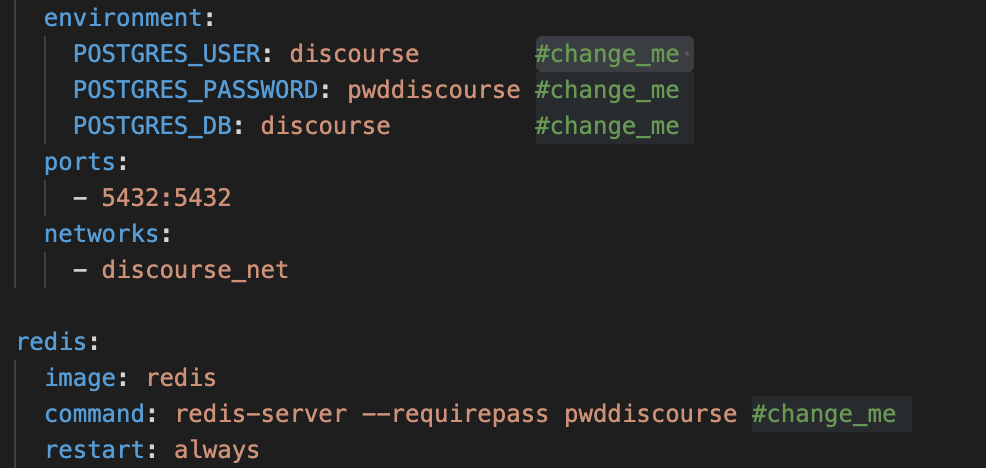 environment:
POSTGRES_USER: discourse #change_me
POSTGRES_PASSWORD: pwddiscourse #change_me
POSTGRES_DB: discourse #change_me
ports:
- 5432:5432
networks:
- discourse_net
redis:
image: redis
command: redis-server --requirepass pwddiscourse #change_me
restart: always